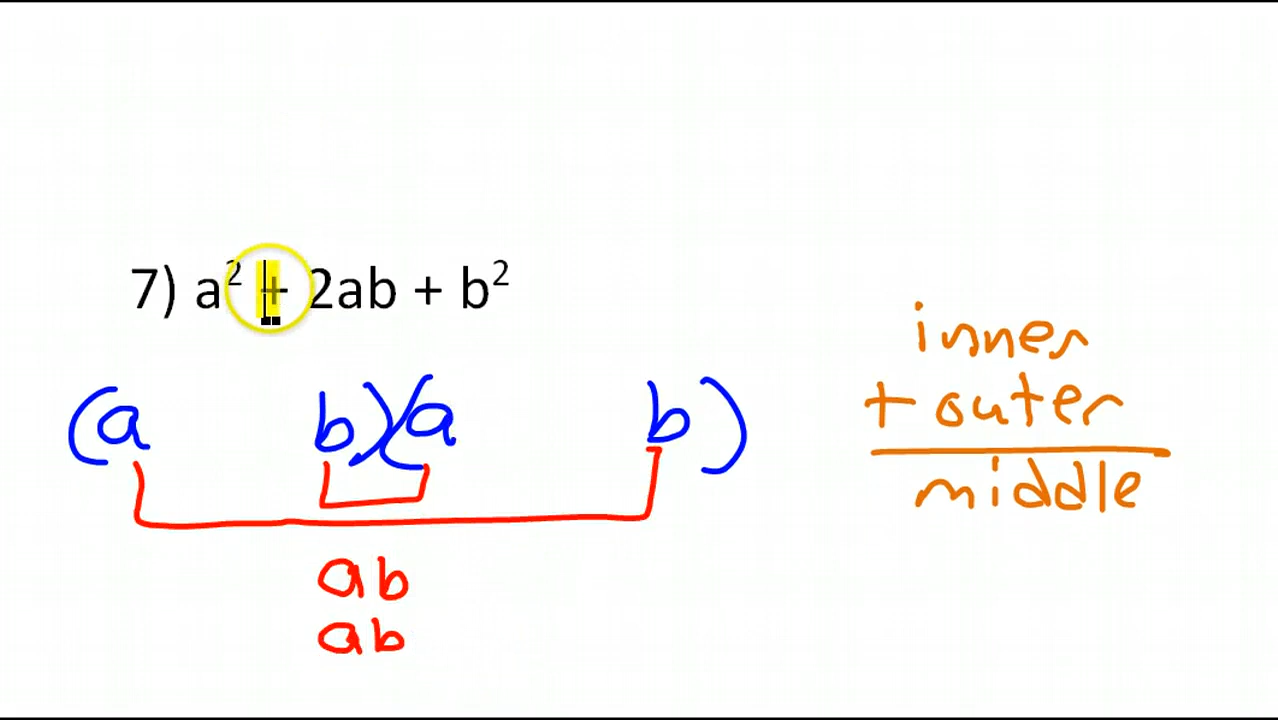 7) a² + 2ab + b²
(a b)(a b)
ab
ab
inner
+ outer
middle